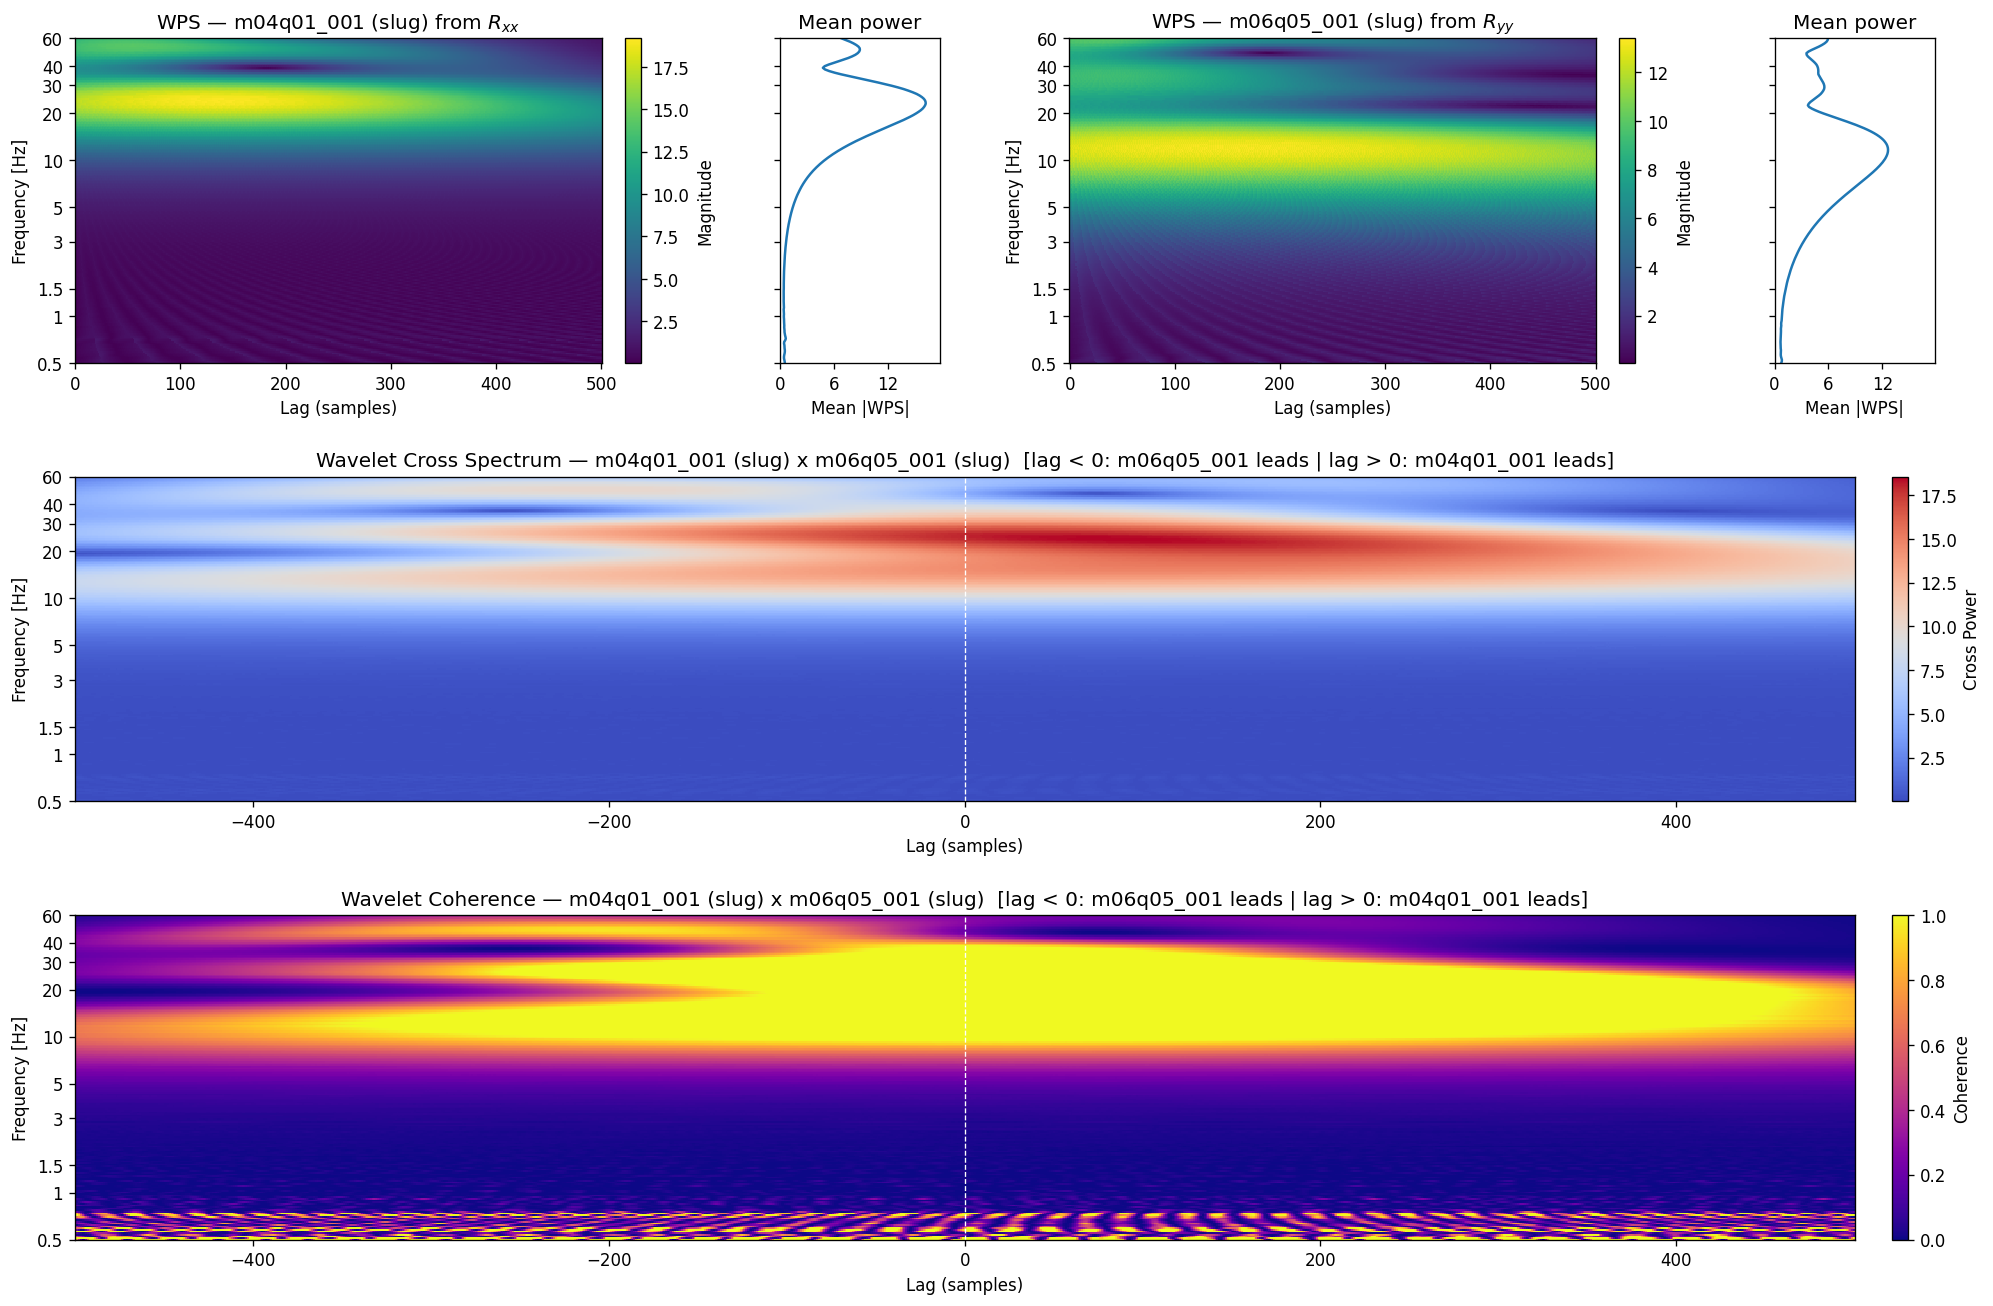 WPS — m04q01_001 (slug) from Rxx
Mean power
WPS — m06q05_001 (slug) from Ryy
Mean power
60
40
30
20
10
5
3
1.5
1
0.5
Frequency [Hz]
0 100 200 300 400 500
Lag (samples)
17.5
15.0
12.5
10.0
7.5
5.0
2.5
Magnitude
0 6 12
Mean |WPS|
60
40
30
20
10
5
3
1.5
1
0.5
Frequency [Hz]
0 100 200 300 400 500
Lag (samples)
12
10
8
6
4
2
Magnitude
0 6 12
Mean |WPS|
Wavelet Cross Spectrum — m04q01_001 (slug) x m06q05_001 (slug)  [lag < 0: m06q05_001 leads | lag > 0: m04q01_001 leads]
60
40
30
20
10
5
3
1.5
1
0.5
Frequency [Hz]
−400 −200 0 200 400
Lag (samples)
17.5
15.0
12.5
10.0
7.5
5.0
2.5
Cross Power
Wavelet Coherence — m04q01_001 (slug) x m06q05_001 (slug)  [lag < 0: m06q05_001 leads | lag > 0: m04q01_001 leads]
60
40
30
20
10
5
3
1.5
1
0.5
Frequency [Hz]
−400 −200 0 200 400
Lag (samples)
1.0
0.8
0.6
0.4
0.2
0.0
Coherence